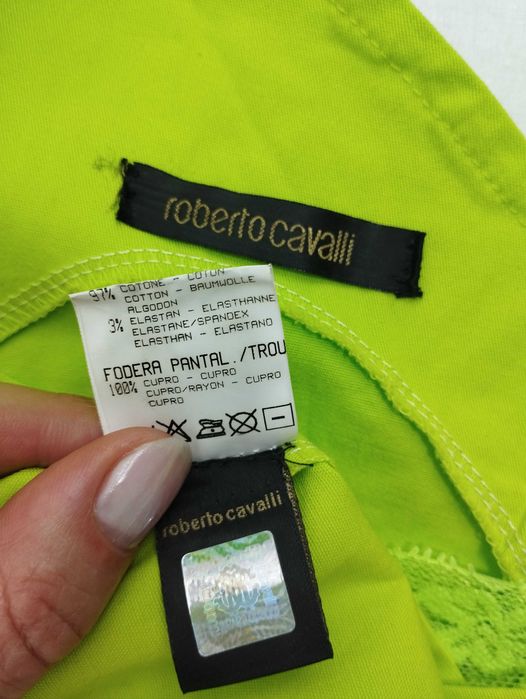 roberto cavalli
97% COTONE - COTON
COTTON - BAUMWOLLE
ALGODON
3% ELASTAN - ELASTHANNE
ELASTANE/SPANDEX
ELASTHAN - ELASTANO
FODERA PANTAL./TROU
100% CUPRO - CUPRO
CUPRO/RAYON - CUPRO
CUPRO
roberto cavalli